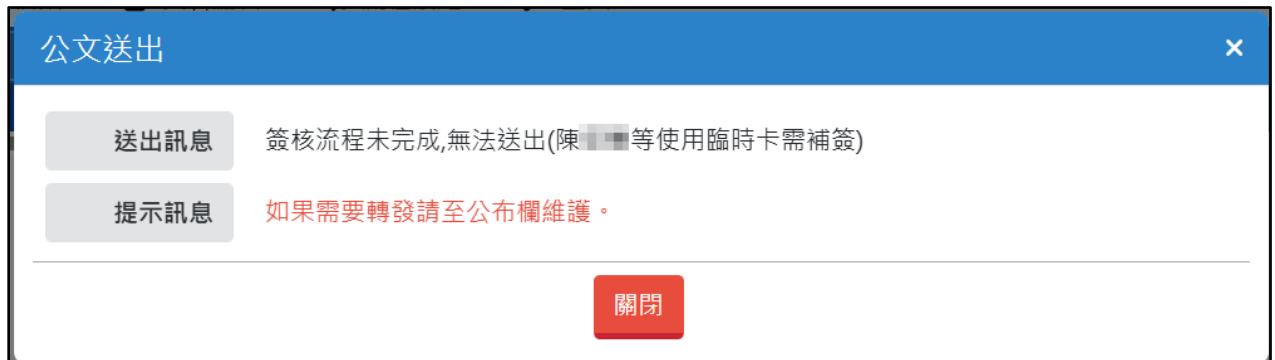 公文送出
×
送出訊息 簽核流程未完成,無法送出(陳等使用臨時卡需補簽)
提示訊息 如果需要轉發請至公布欄維護。
關閉